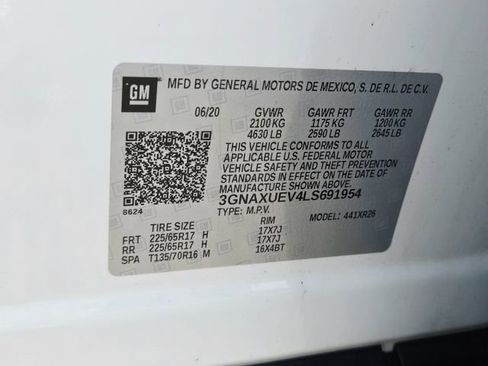 GM
MFD BY GENERAL MOTORS DE MEXICO, S. DE R.L. DE C.V.
06/20 GVWR GAWR FRT GAWR RR
2100 KG 1175 KG 1200 KG
4630 LB 2590 LB 2645 LB
THIS VEHICLE CONFORMS TO ALL
APPLICABLE U.S. FEDERAL MOTOR
VEHICLE SAFETY AND THEFT
PREVENTION STANDARDS IN EFFECT ON
THE DATE OF MANUFACTURE SHOWN ABOVE.
3GNAXUEV4LS691954
8624
TYPE: M.P.V. MODEL: 441XR26
TIRE SIZE RIM
FRT 225/65R17 H 17X7J
RR 225/65R17 H 17X7J
SPA T135/70R16 M 16X4BT